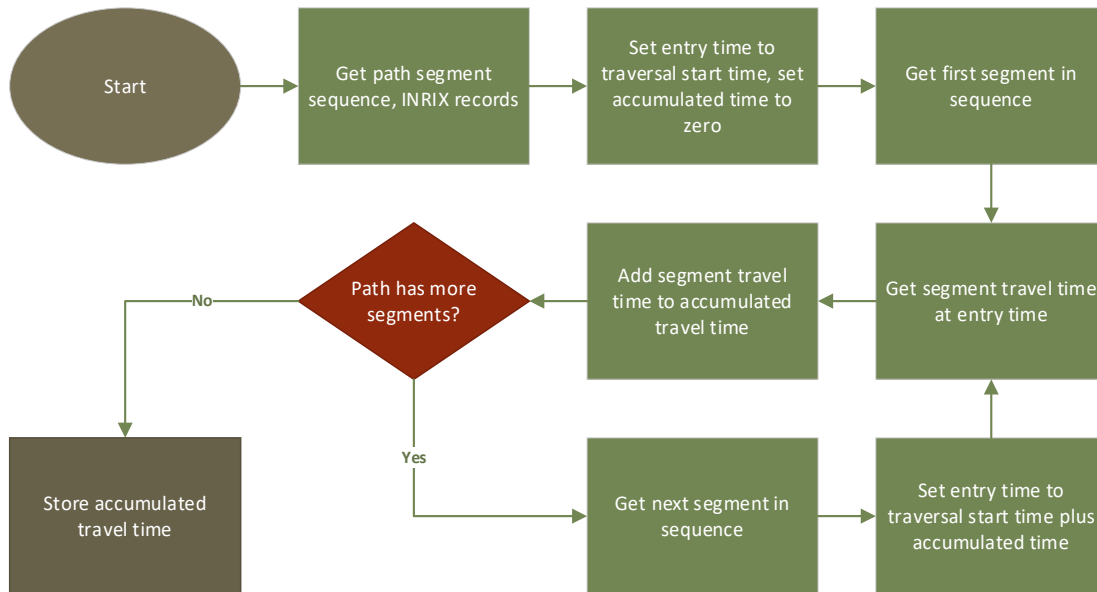 Start
Get path segment
sequence, INRIX records
Set entry time to
traversal start time, set
accumulated time to
zero
Get first segment in
sequence
Path has more
segments?
Add segment travel
time to accumulated
travel time
Get segment travel time
at entry time
No
Yes
Store accumulated
travel time
Get next segment in
sequence
Set entry time to
traversal start time plus
accumulated time